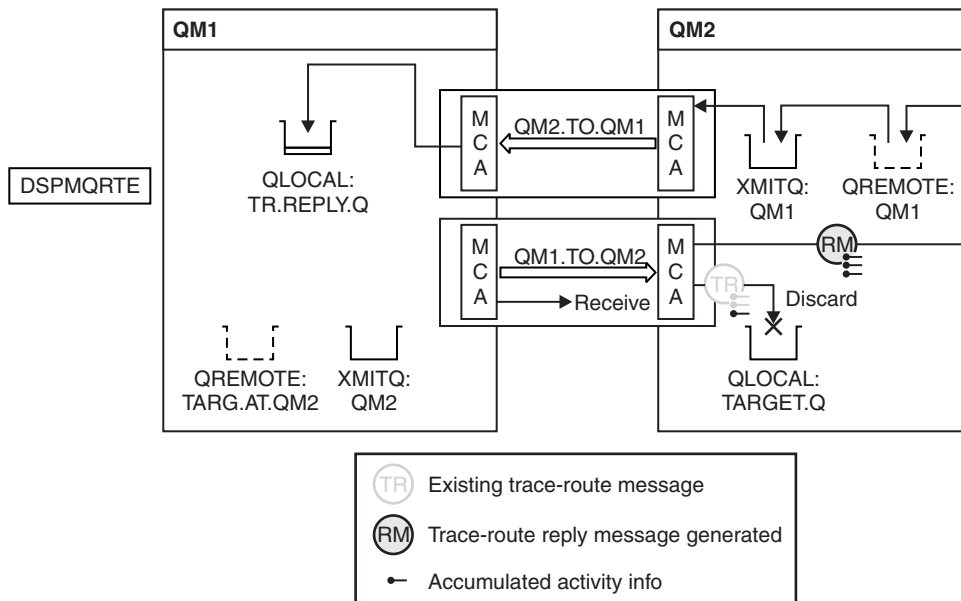 QM1
QM2
DSPMQRTE
QLOCAL:
TR.REPLY.Q
M
C
A
QM2.TO.QM1
M
C
A
XMITQ:
QM1
QREMOTE:
QM1
M
C
A
QM1.TO.QM2
Receive
M
C
A
RM
TR
Discard
QREMOTE:
TARG.AT.QM2
XMITQ:
QM2
QLOCAL:
TARGET.Q
TR Existing trace-route message
RM Trace-route reply message generated
Accumulated activity info